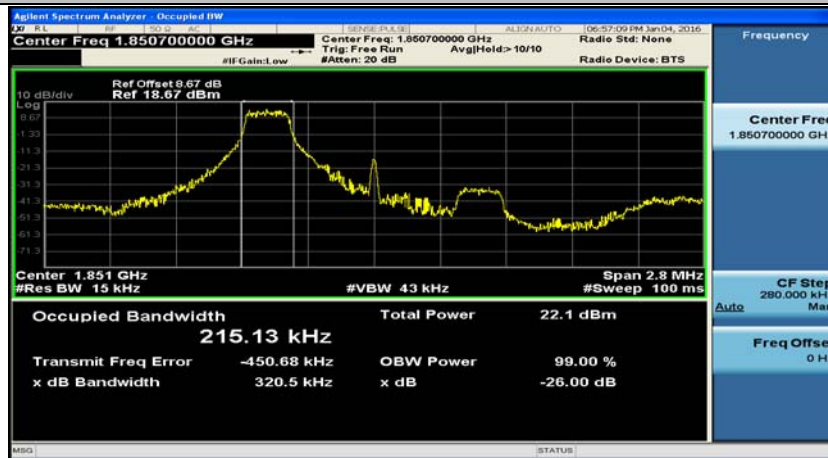 Agilent Spectrum Analyzer - Occupied BW
RL RF 50 Ω AC SENSE:PULSE ALIGN AUTO 06:57:09 PM Jan 04, 2016
Center Freq 1.850700000 GHz
Center Freq: 1.850700000 GHz
Radio Std: None
Trig: Free Run Avg|Hold:>10/10
#IFGain:Low
#Atten: 20 dB
Radio Device: BTS
Ref Offset 8.67 dB
10 dB/div Ref 18.67 dBm
Log
8.67
-1.33
-11.3
-21.3
-31.3
-41.3
-51.3
-61.3
-71.3
Center 1.851 GHz Span 2.8 MHz
#Res BW 15 kHz #VBW 43 kHz #Sweep 100 ms
Occupied Bandwidth Total Power 22.1 dBm
215.13 kHz
Transmit Freq Error -450.68 kHz OBW Power 99.00 %
x dB Bandwidth 320.5 kHz x dB -26.00 dB
MSG STATUS
Frequency
Center Fre
1.850700000 GH
CF Step
280.000 kH
Auto Ma
Freq Offse
0 H